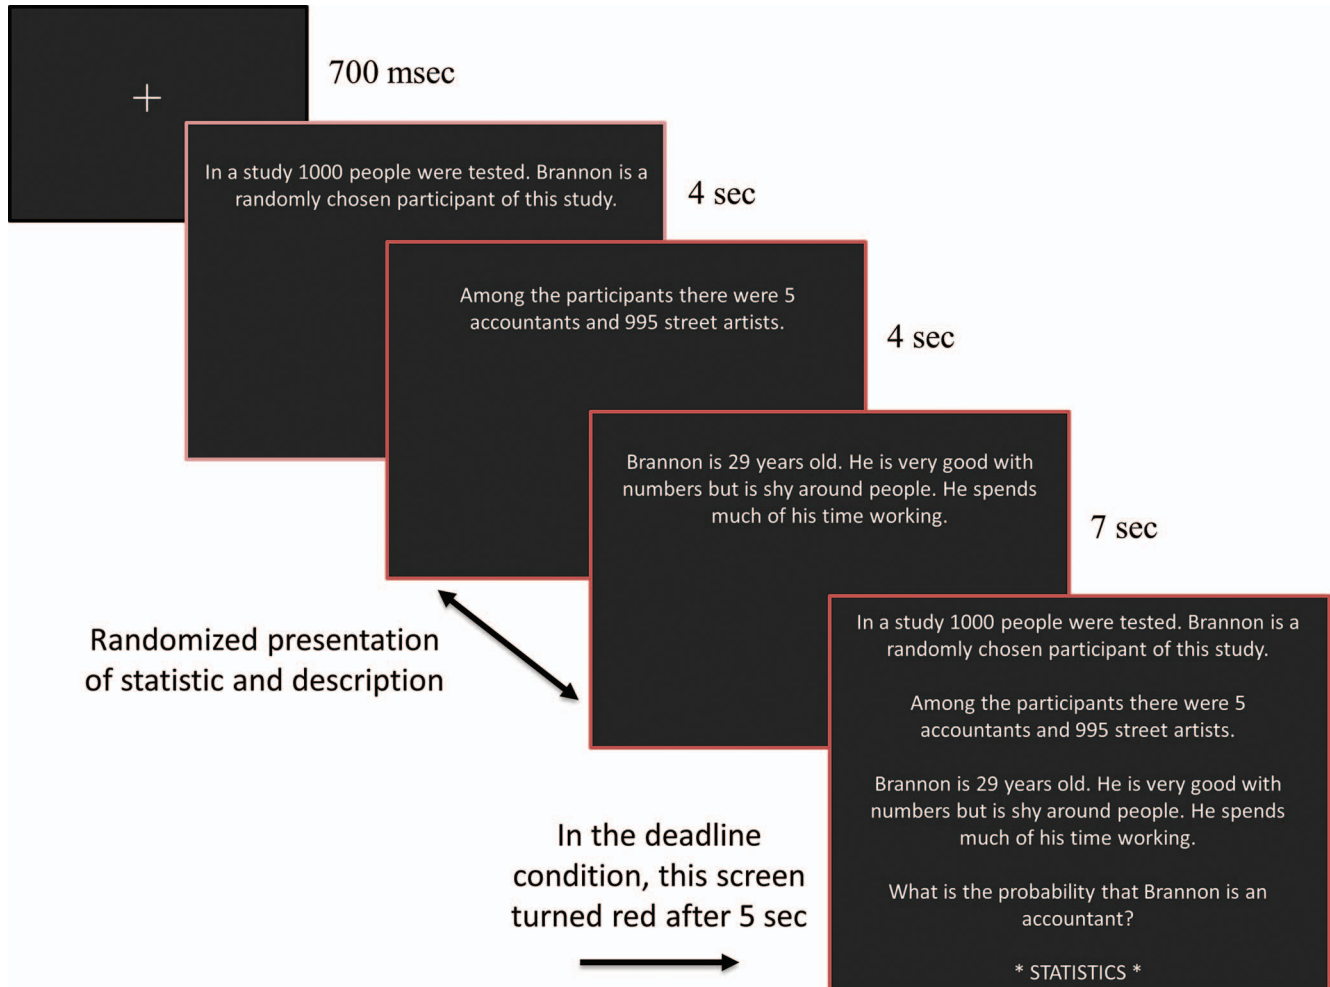 700 msec
In a study 1000 people were tested. Brannon is a
randomly chosen participant of this study.
4 sec
Among the participants there were 5
accountants and 995 street artists.
4 sec
Brannon is 29 years old. He is very good with
numbers but is shy around people. He spends
much of his time working.
7 sec
Randomized presentation
of statistic and description
In a study 1000 people were tested. Brannon is a
randomly chosen participant of this study.
Among the participants there were 5
accountants and 995 street artists.
Brannon is 29 years old. He is very good with
numbers but is shy around people. He spends
much of his time working.
What is the probability that Brannon is an
accountant?
* STATISTICS *
In the deadline
condition, this screen
turned red after 5 sec